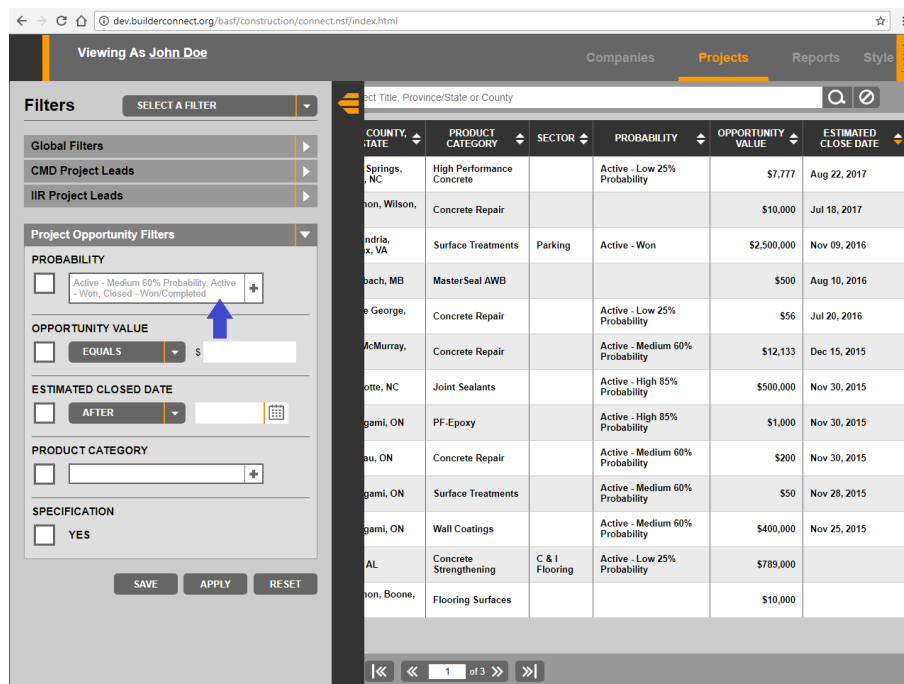 dev.builderconnect.org/basf/construction/connect.nsf/index.html
Viewing As John Doe
Companies Projects Reports Style
Filters SELECT A FILTER
ect Title, Province/State or County
Global Filters
CMD Project Leads
IIR Project Leads
Project Opportunity Filters
PROBABILITY
Active - Medium 60% Probability, Active
- Won, Closed - Won/Completed
OPPORTUNITY VALUE
EQUALS $
ESTIMATED CLOSED DATE
AFTER
PRODUCT CATEGORY
SPECIFICATION
YES
SAVE APPLY RESET
COUNTY, PRODUCT SECTOR PROBABILITY OPPORTUNITY ESTIMATED
STATE CATEGORY VALUE CLOSE DATE
Springs, High Performance Active - Low 25% $7,777 Aug 22, 2017
, NC Concrete Probability
non, Wilson, Concrete Repair $10,000 Jul 18, 2017
ndria, Surface Treatments Parking Active - Won $2,500,000 Nov 09, 2016
x, VA
bach, MB MasterSeal AWB $500 Aug 10, 2016
e George, Concrete Repair Active - Low 25% $56 Jul 20, 2016
Probability
McMurray, Concrete Repair Active - Medium 60% $12,133 Dec 15, 2015
Probability
otte, NC Joint Sealants Active - High 85% $500,000 Nov 30, 2015
Probability
gami, ON PF-Epoxy Active - High 85% $1,000 Nov 30, 2015
Probability
au, ON Concrete Repair Active - Medium 60% $200 Nov 30, 2015
Probability
gami, ON Surface Treatments Active - Medium 60% $50 Nov 28, 2015
Probability
gami, ON Wall Coatings Active - Medium 60% $400,000 Nov 25, 2015
Probability
AL Concrete C & I Active - Low 25% $789,000
Strengthening Flooring Probability
non, Boone, Flooring Surfaces $10,000
1 of 3